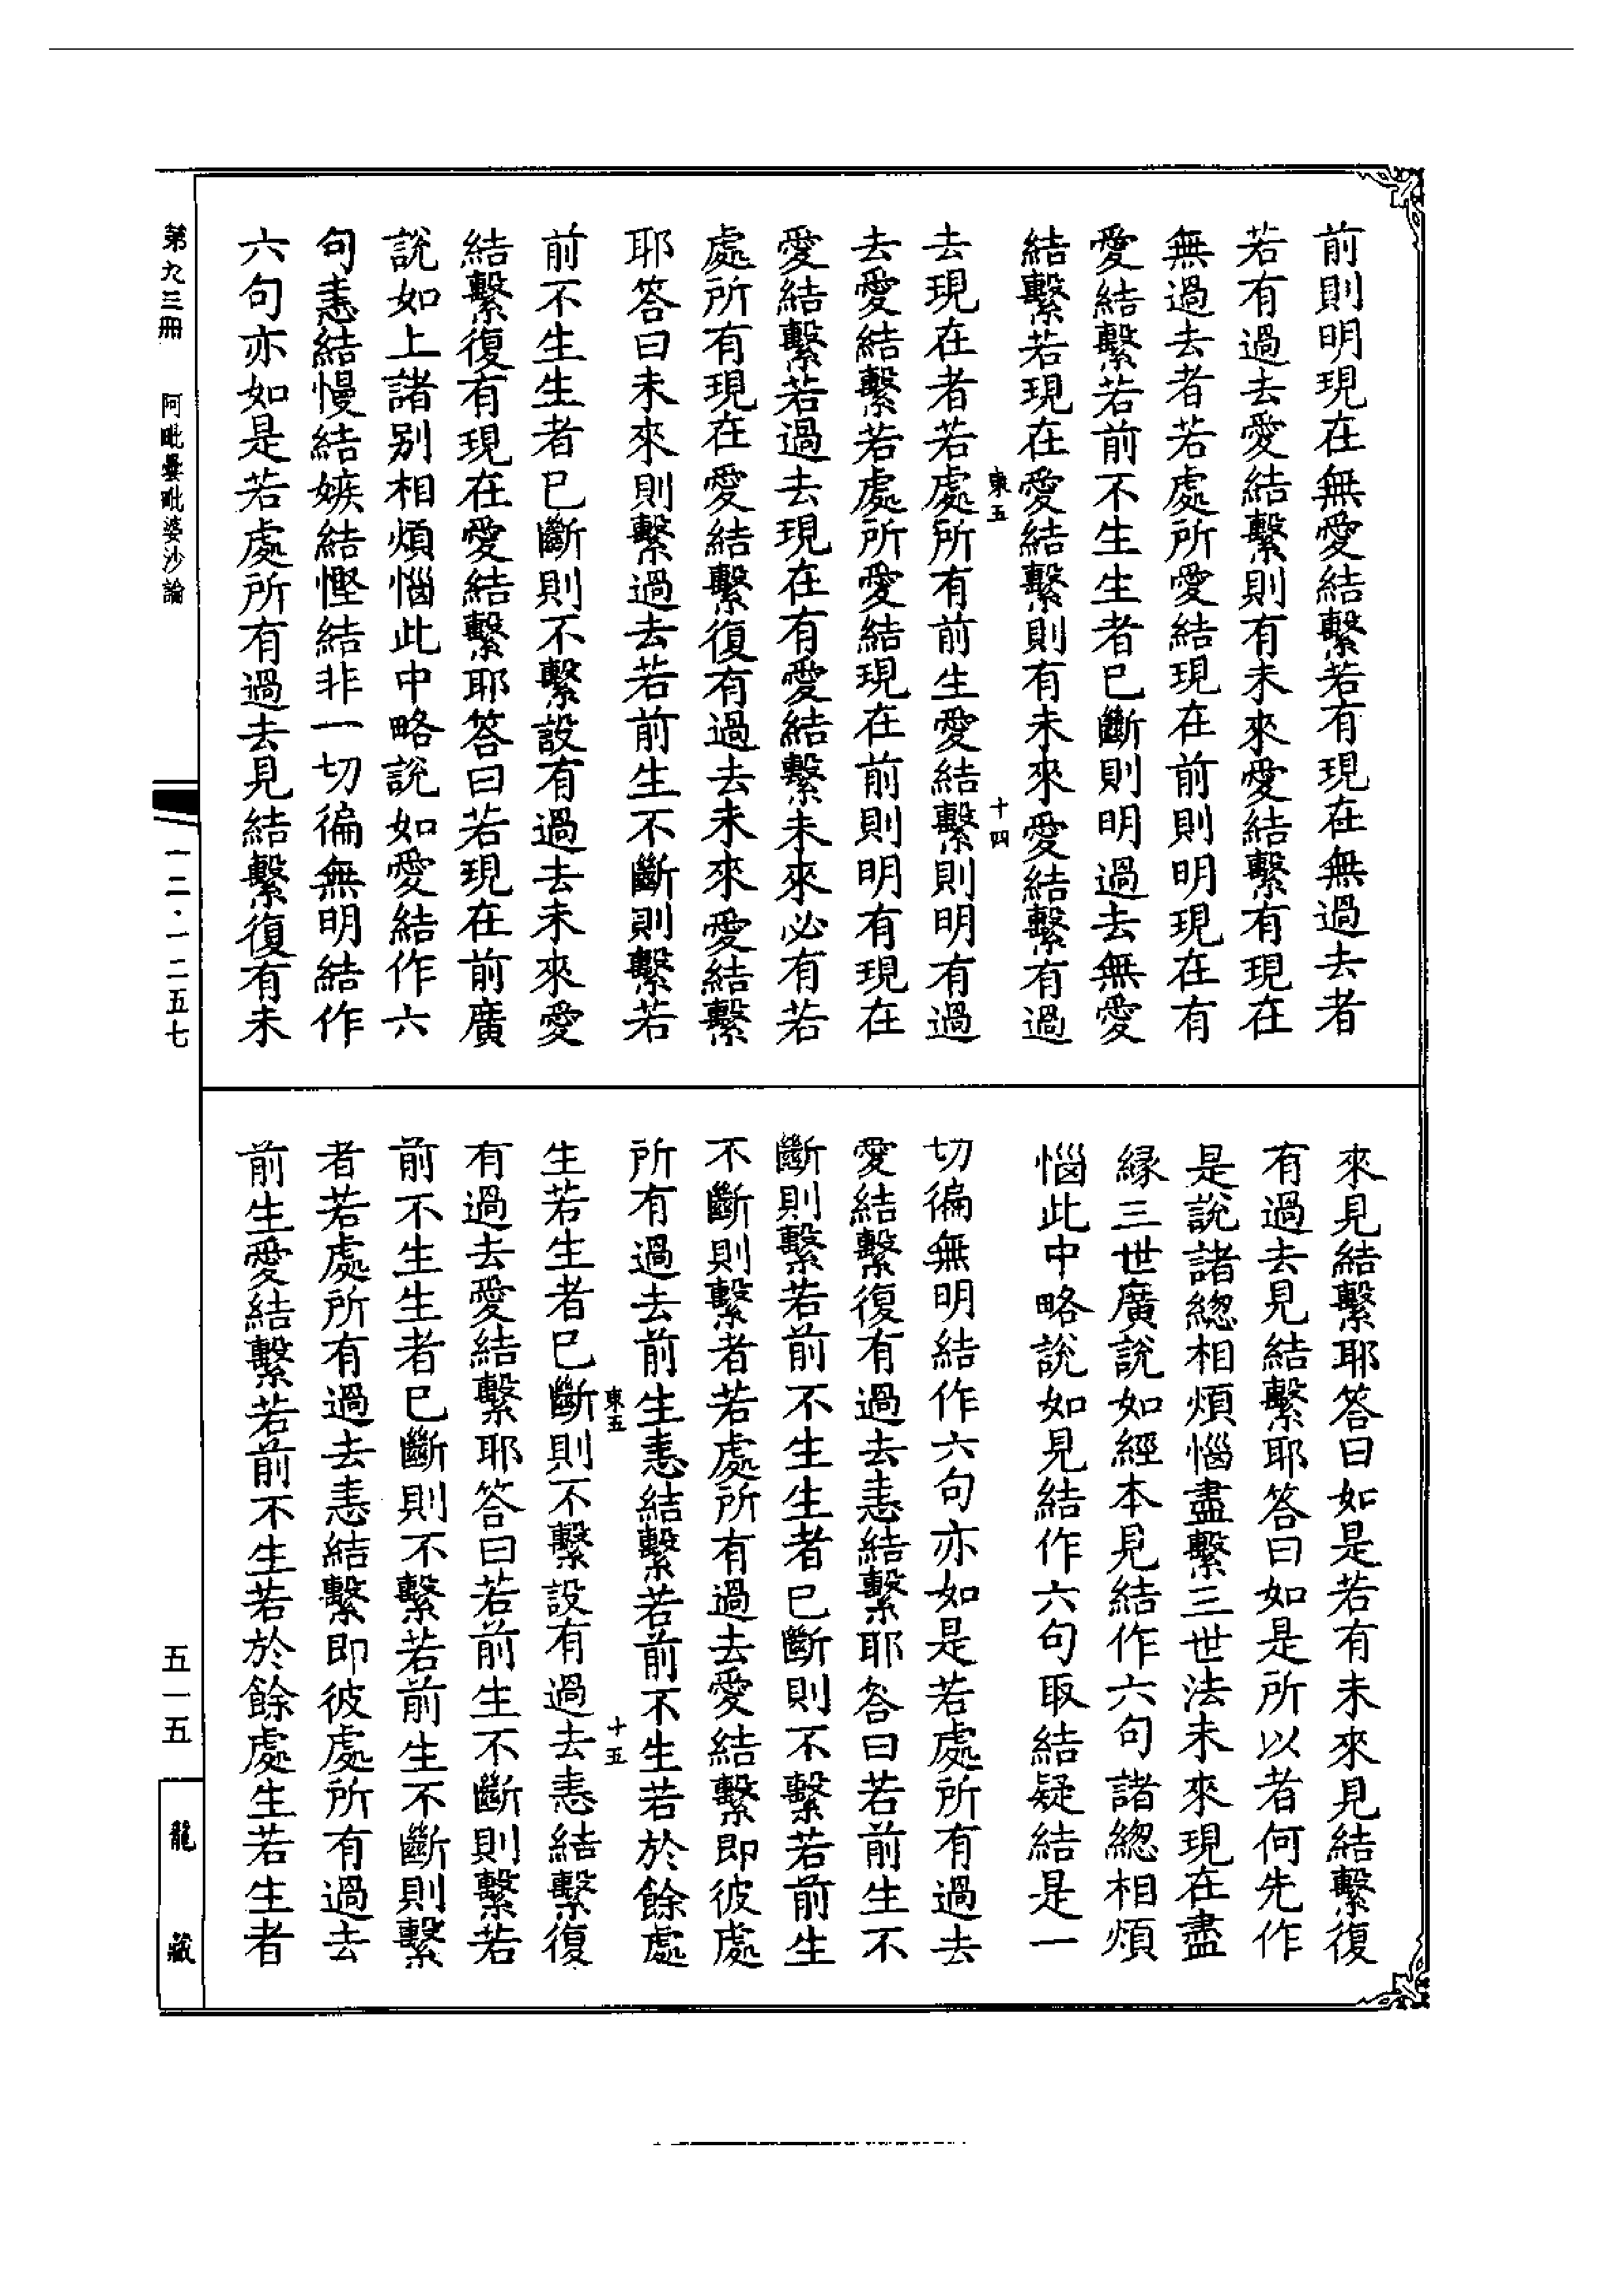 前則明現在無愛結繫若有現在無過去者
若有過去愛結繫則有未來愛結繫有現在
無過去者若處所愛結現在前則明現在有
愛結繫若前不生生者已斷則明過去無愛
結繫若現在愛結繫則有未來愛結繫有過
東五
十四
去現在者若處所有前生愛結繫則明有過
去愛結繫若處所愛結現在前則明有現在
愛結繫若過去現在有愛結繫未來必有若
處所有現在愛結繫復有過去未來愛結繫
耶答曰未來則繫過去若前生不斷則繫若
前不生生者已斷則不繫設有過去未來愛
結繫復有現在愛結繫耶答曰若現在前廣
說如上諸別相煩惱此中略說如愛結作六
句恚結慢結嫉結慳結非一切徧無明結作
六句亦如是若處所有過去見結繫復有未
來見結繫耶答曰如是若有未來見結繫復
有過去見結繫耶答曰如是所以者何先作
是說諸總相煩惱盡繫三世法未來現在盡
緣三世廣說如經本見結作六句諸總相煩
惱此中略說如見結作六句取結疑結是一
切徧無明結作六句亦如是若處所有過去
愛結繫復有過去恚結繫耶答曰若前生不
斷則繫若前不生生者已斷則不繫若前生
不斷則繫者若處所有過去愛結繫即彼處
所有過去前生恚結繫若前不生若於餘處
東五
十五
生若生者已斷則不繫設有過去恚結繫復
有過去愛結繫耶答曰若前生不斷則繫若
前不生生者已斷則不繫若前生不斷則繫
者若處所有過去恚結繫即彼處所有過去
前生愛結繫若前不生若於餘處生若生者
第九三冊
阿毗曇毗婆沙論
一二·一二五七
五一五
龍藏